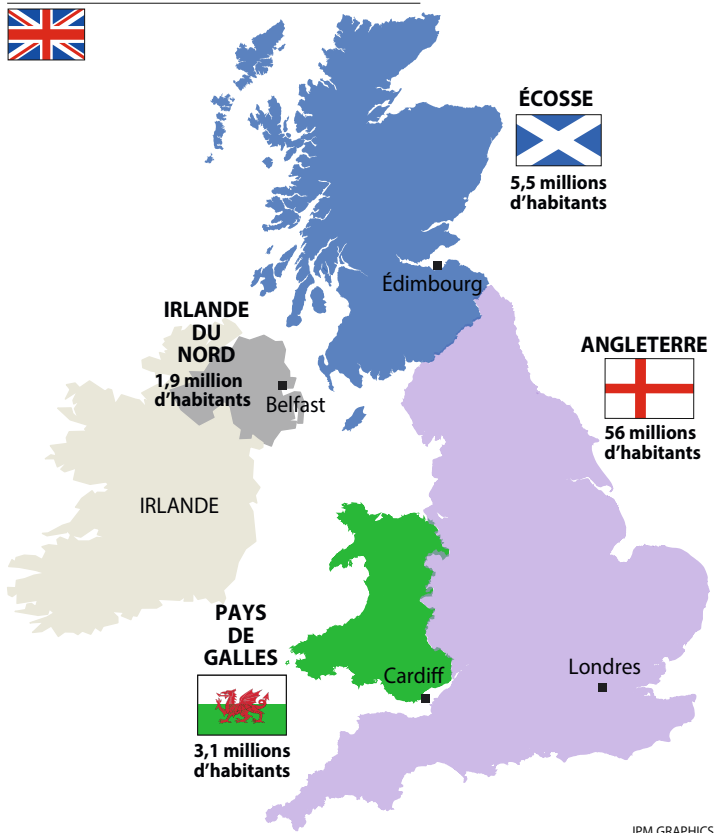 ÉCOSSE
5,5 millions
d'habitants
Édimbourg
IRLANDE
DU
NORD
1,9 million
d'habitants
Belfast
ANGLETERRE
56 millions
d'habitants
IRLANDE
PAYS
DE
GALLES
3,1 millions
d'habitants
Cardiff
Londres
IPM GRAPHICS